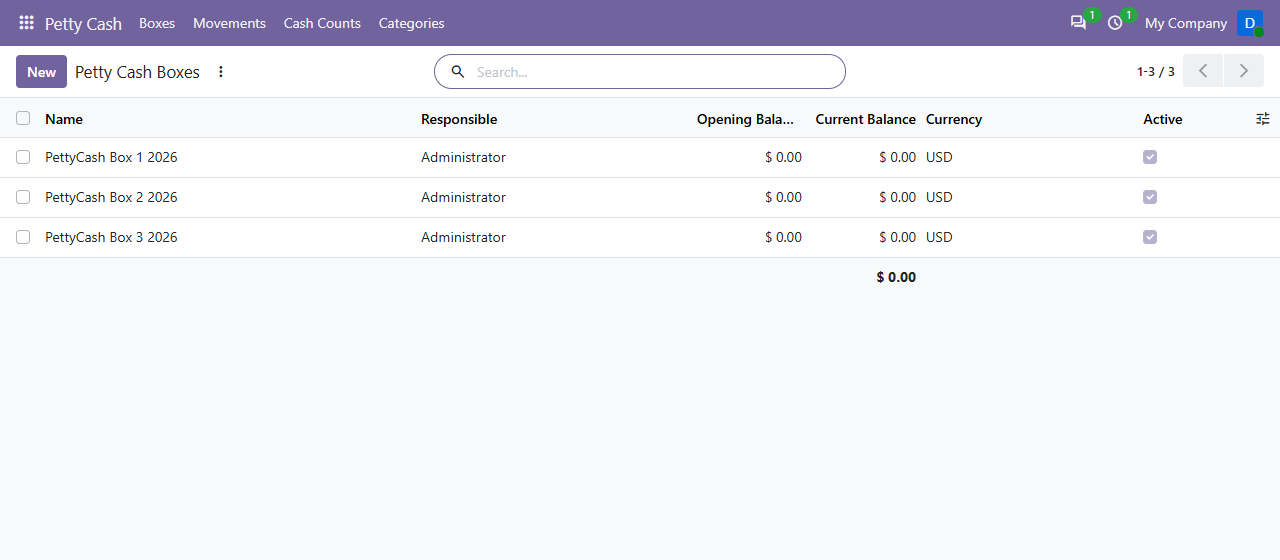 Petty Cash Boxes Movements Cash Counts Categories 1 1 My Company D
New Petty Cash Boxes Search... 1-3 / 3
Name Responsible Opening Bala... Current Balance Currency Active
PettyCash Box 1 2026 Administrator $ 0.00 $ 0.00 USD
PettyCash Box 2 2026 Administrator $ 0.00 $ 0.00 USD
PettyCash Box 3 2026 Administrator $ 0.00 $ 0.00 USD
$ 0.00